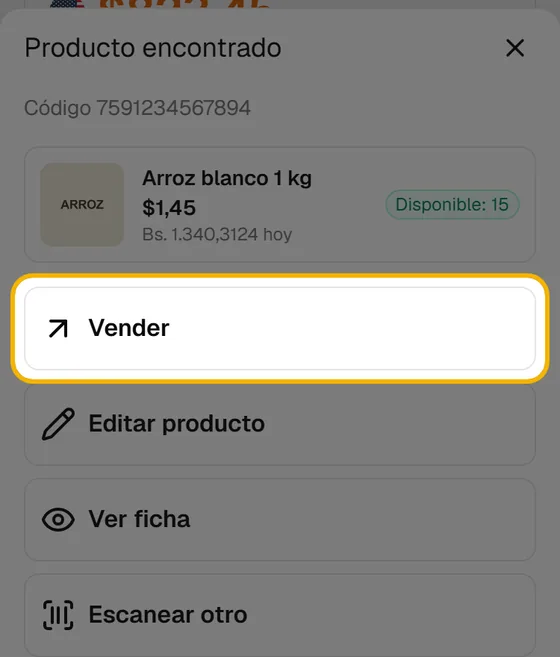 Producto encontrado
Código 7591234567894
ARROZ
Arroz blanco 1 kg
$1,45
Bs. 1.340,3124 hoy
Disponible: 15
Vender
Editar producto
Ver ficha
Escanear otro